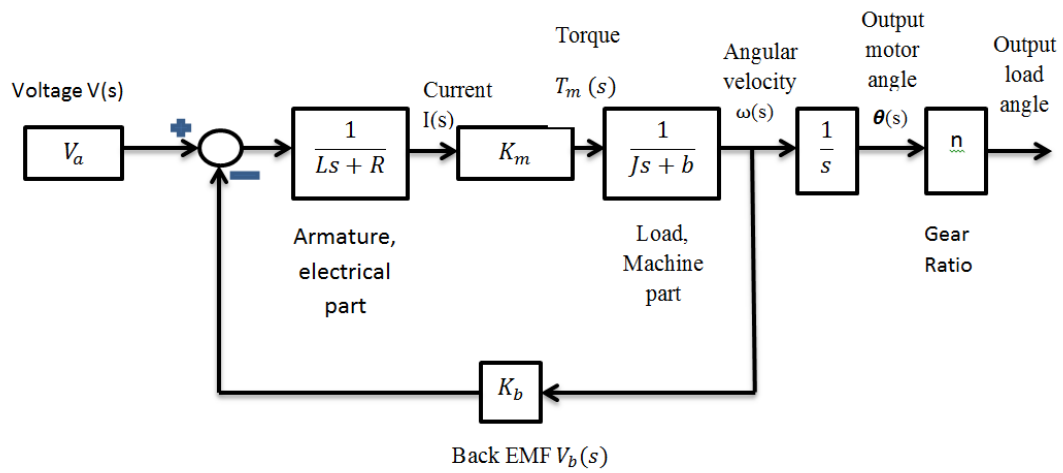 Voltage V(s)
V_a
Current
I(s)
Torque
T_m (s)
Angular
velocity
ω(s)
Output
motor
angle
θ(s)
Output
load
angle
1
Ls + R
K_m
1
Js + b
1
s
n
Armature,
electrical
part
Load,
Machine
part
Gear
Ratio
K_b
Back EMF V_b(s)